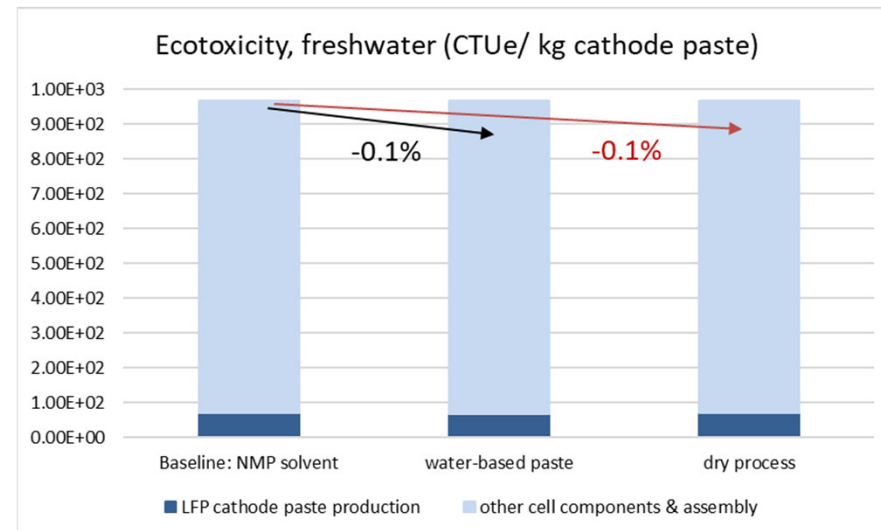 Ecotoxicity, freshwater (CTUe/ kg cathode paste)
1.00E+03
9.00E+02
8.00E+02
7.00E+02
6.00E+02
5.00E+02
4.00E+02
3.00E+02
2.00E+02
1.00E+02
0.00E+00
-0.1%
-0.1%
Baseline: NMP solvent
water-based paste
dry process
LFP cathode paste production
other cell components & assembly